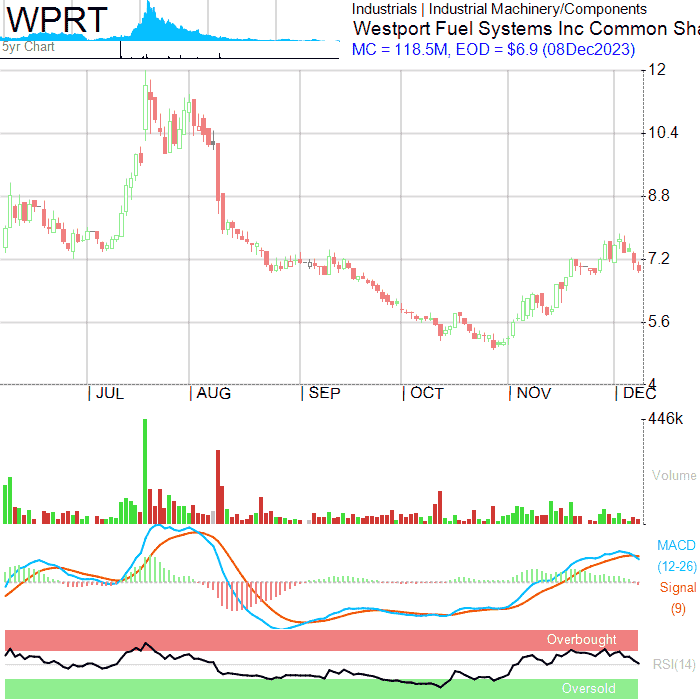 WPRT
5yr Chart
Industrials | Industrial Machinery/Components
Westport Fuel Systems Inc Common Sha
MC = 118.5M, EOD = $6.9 (08Dec2023)
12
10.4
8.8
7.2
5.6
4
JUL
AUG
SEP
OCT
NOV
DEC
446k
Volume
MACD
(12-26)
Signal
(9)
Overbought
RSI(14)
Oversold